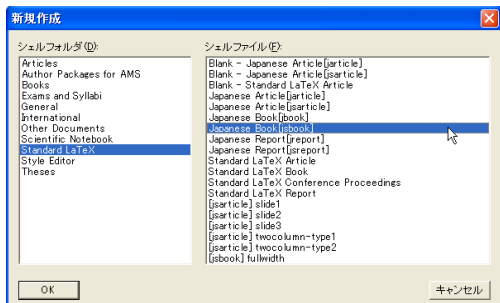 新規作成
シェルフォルダ(D):
Articles
Author Packages for AMS
Books
Exams and Syllabi
General
International
Other Documents
Scientific Notebook
Standard LaTeX
Style Editor
Theses
シェルファイル(F):
Blank - Japanese Article[jarticle]
Blank - Japanese Article[jsarticle]
Blank - Standard LaTeX Article
Japanese Article[jarticle]
Japanese Article[jsarticle]
Japanese Book[jbook]
Japanese Book[jsbook]
Japanese Report[jreport]
Japanese Report[jsreport]
Standard LaTeX Article
Standard LaTeX Book
Standard LaTeX Conference Proceedings
Standard LaTeX Report
[jsarticle] slide1
[jsarticle] slide2
[jsarticle] slide3
[jsarticle] twocolumn-type1
[jsarticle] twocolumn-type2
[jsbook] fullwidth
OK
キャンセル